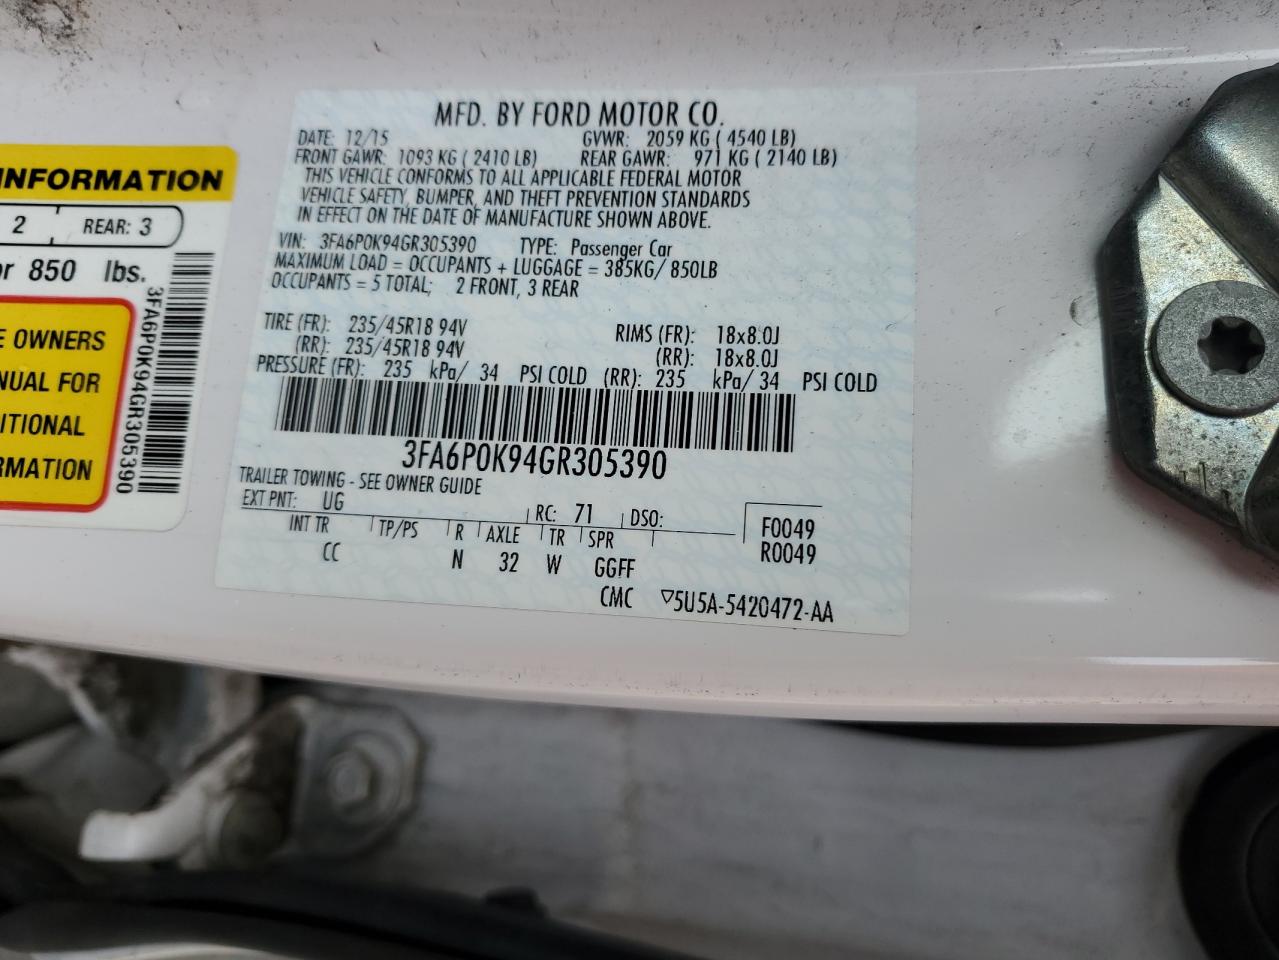 INFORMATION
2 REAR: 3
or 850 lbs.
E OWNERS
NUAL FOR
ITIONAL
RMATION
3FA6P0K94GR305390
MFD. BY FORD MOTOR CO.
DATE: 12/15 GVWR: 2059 KG ( 4540 LB)
FRONT GAWR: 1093 KG ( 2410 LB) REAR GAWR: 971 KG ( 2140 LB)
THIS VEHICLE CONFORMS TO ALL APPLICABLE FEDERAL MOTOR
VEHICLE SAFETY, BUMPER, AND THEFT PREVENTION STANDARDS
IN EFFECT ON THE DATE OF MANUFACTURE SHOWN ABOVE.
VIN: 3FA6P0K94GR305390 TYPE: Passenger Car
MAXIMUM LOAD = OCCUPANTS + LUGGAGE = 385KG/ 850LB
OCCUPANTS = 5 TOTAL; 2 FRONT, 3 REAR
TIRE (FR): 235/45R18 94V RIMS (FR): 18x8.0J
(RR): 235/45R18 94V (RR): 18x8.0J
PRESSURE (FR): 235 kPa/ 34 PSI COLD (RR): 235 kPa/ 34 PSI COLD
3FA6P0K94GR305390
TRAILER TOWING - SEE OWNER GUIDE
EXT PNT: UG RC: 71 DSO: F0049
INT TR TP/PS R AXLE TR SPR R0049
CC N 32 W GGFF
CMC ▽5U5A-5420472-AA